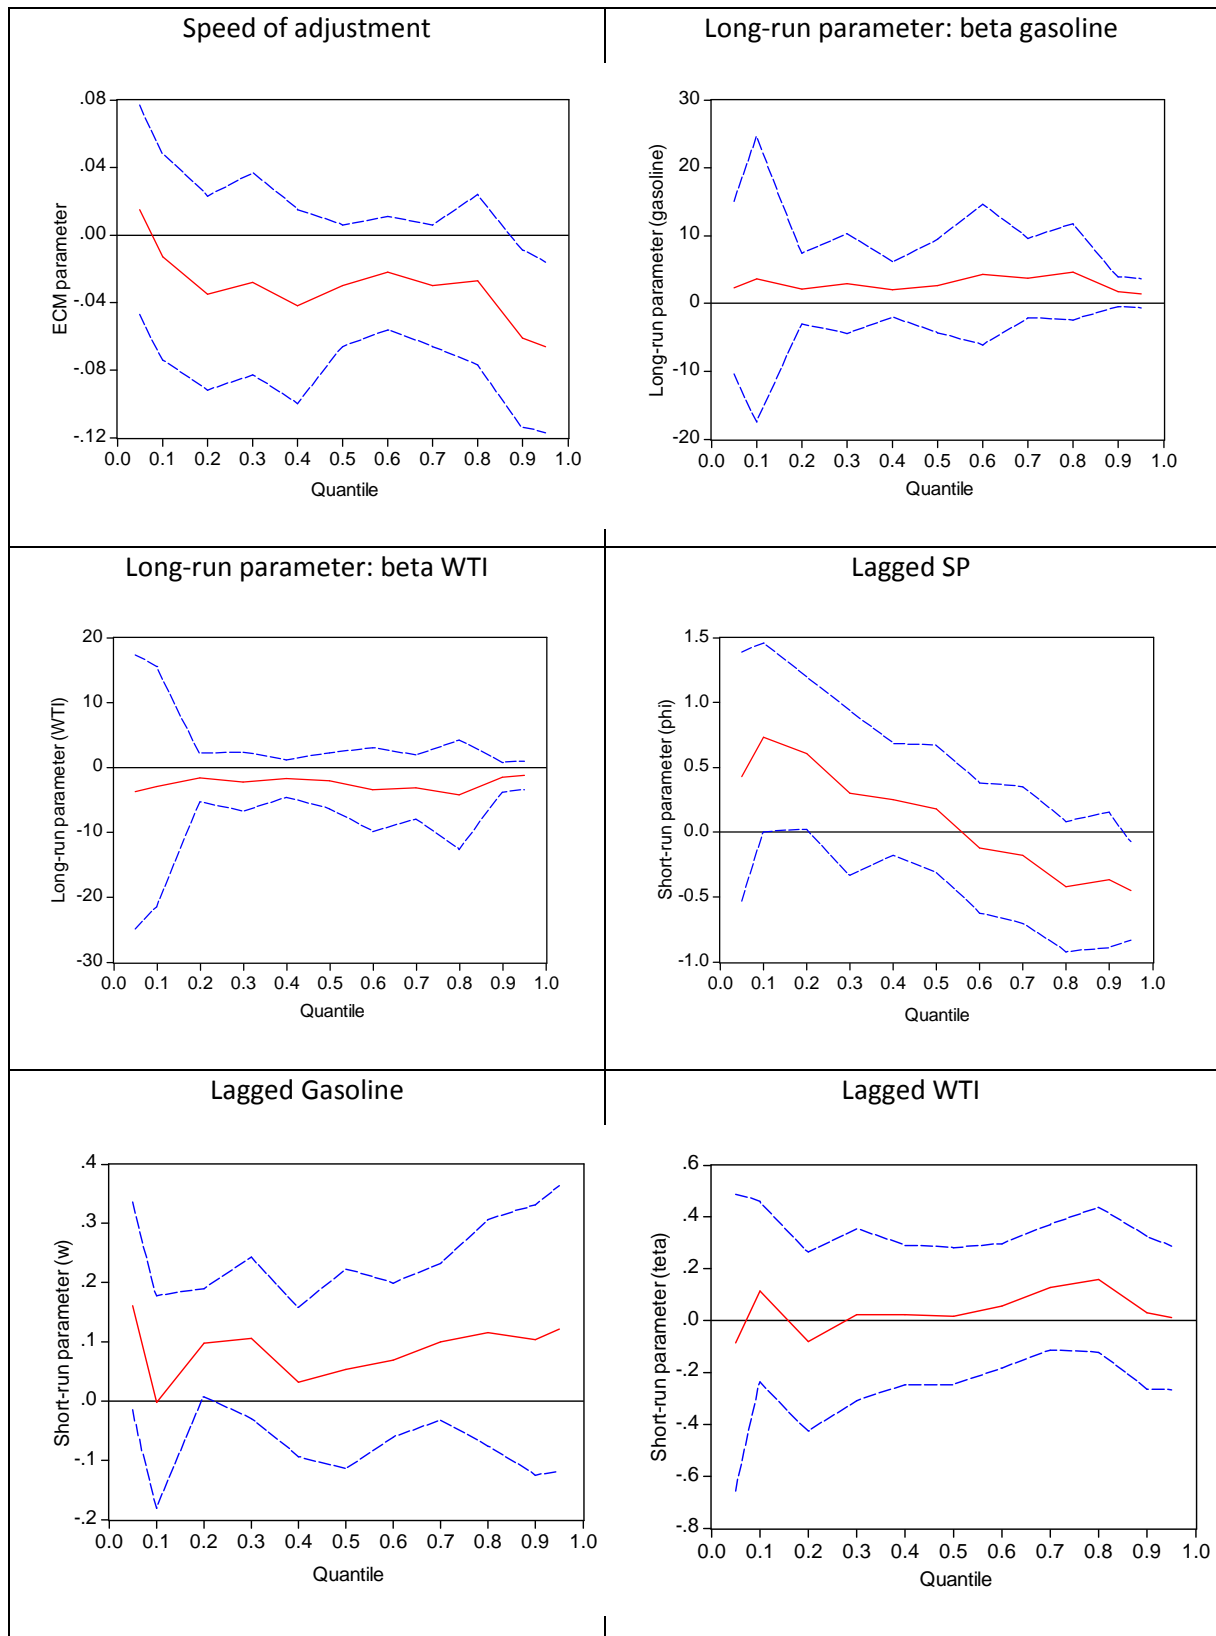 Speed of adjustment
Long-run parameter: beta gasoline
.08
.04
.00
-.04
-.08
-.12
ECM parameter
0.0 0.1 0.2 0.3 0.4 0.5 0.6 0.7 0.8 0.9 1.0
Quantile
30
20
10
0
-10
-20
Long-run parameter (gasoline)
0.0 0.1 0.2 0.3 0.4 0.5 0.6 0.7 0.8 0.9 1.0
Quantile
Long-run parameter: beta WTI
Lagged SP
20
10
0
-10
-20
-30
Long-run parameter (WTI)
0.0 0.1 0.2 0.3 0.4 0.5 0.6 0.7 0.8 0.9 1.0
Quantile
1.5
1.0
0.5
0.0
-0.5
-1.0
Short-run parameter (phi)
0.0 0.1 0.2 0.3 0.4 0.5 0.6 0.7 0.8 0.9 1.0
Quantile
Lagged Gasoline
Lagged WTI
.4
.3
.2
.1
.0
-.1
-.2
Short-run parameter (w)
0.0 0.1 0.2 0.3 0.4 0.5 0.6 0.7 0.8 0.9 1.0
Quantile
.6
.4
.2
.0
-.2
-.4
-.6
-.8
Short-run parameter (teta)
0.0 0.1 0.2 0.3 0.4 0.5 0.6 0.7 0.8 0.9 1.0
Quantile